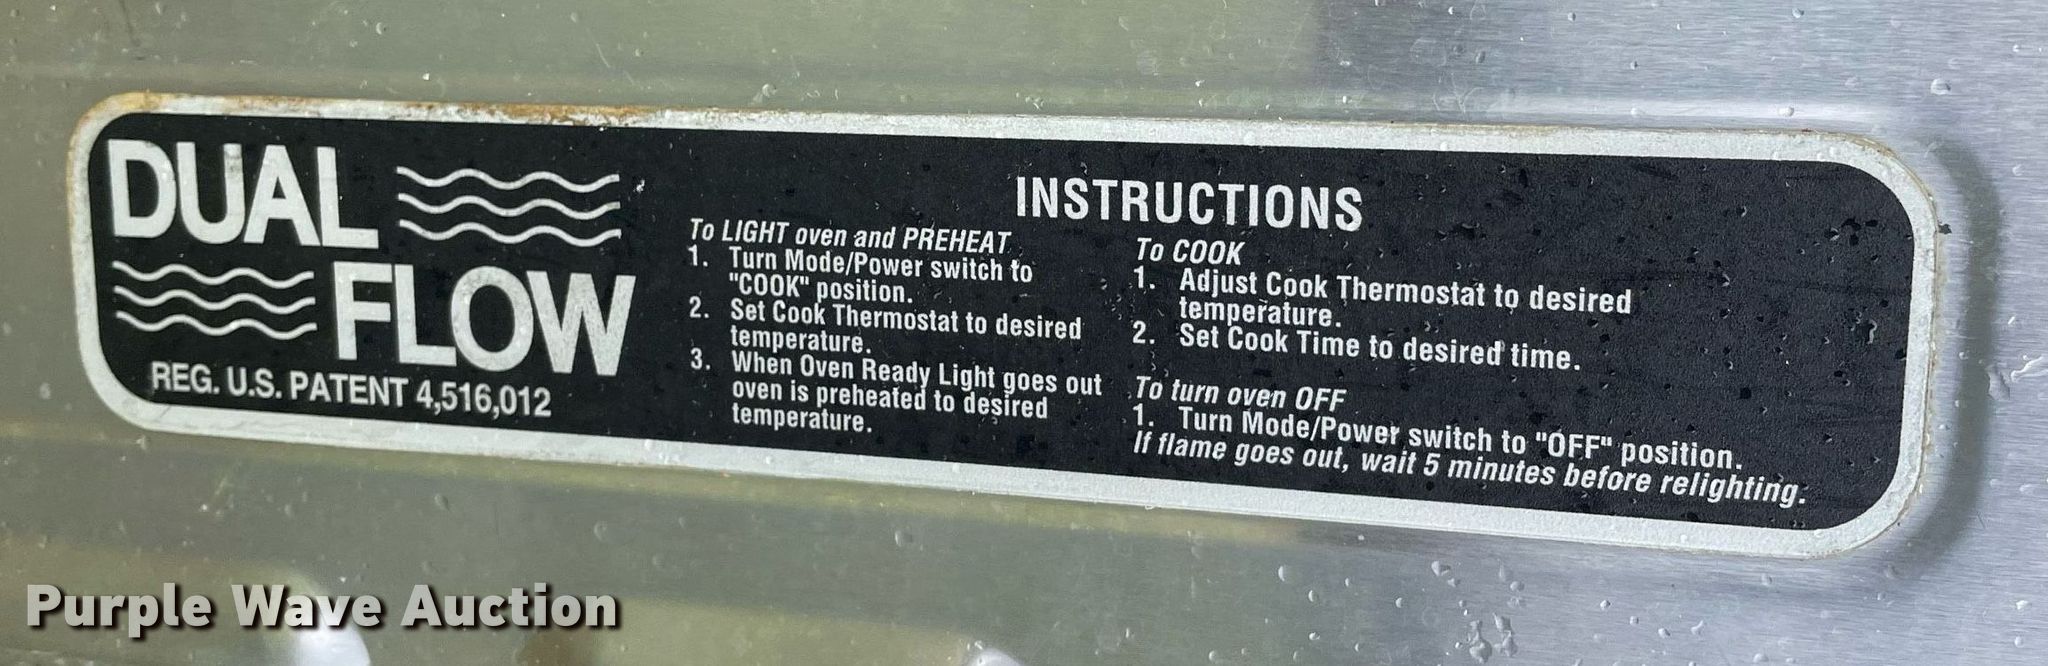 DUAL
FLOW
REG. U.S. PATENT 4,516,012
INSTRUCTIONS
To LIGHT oven and PREHEAT
1. Turn Mode/Power switch to
"COOK" position.
2. Set Cook Thermostat to desired
temperature.
3. When Oven Ready Light goes out
oven is preheated to desired
temperature.
To COOK
1. Adjust Cook Thermostat to desired
temperature.
2. Set Cook Time to desired time.
To turn oven OFF
1. Turn Mode/Power switch to "OFF" position.
If flame goes out, wait 5 minutes before relighting.
Purple Wave Auction